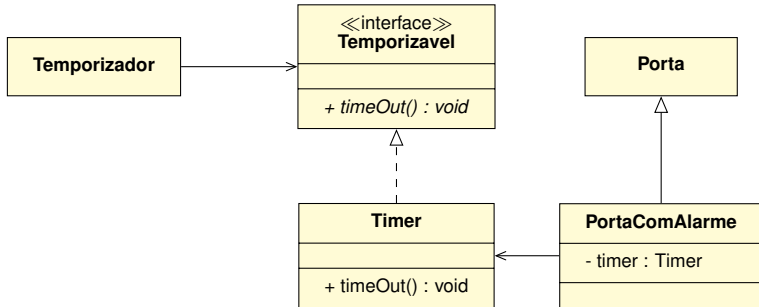 ≪interface≫
Temporizavel
Temporizador
Porta
+ timeOut() : void
Timer
PortaComAlarme
- timer : Timer
+ timeOut() : void